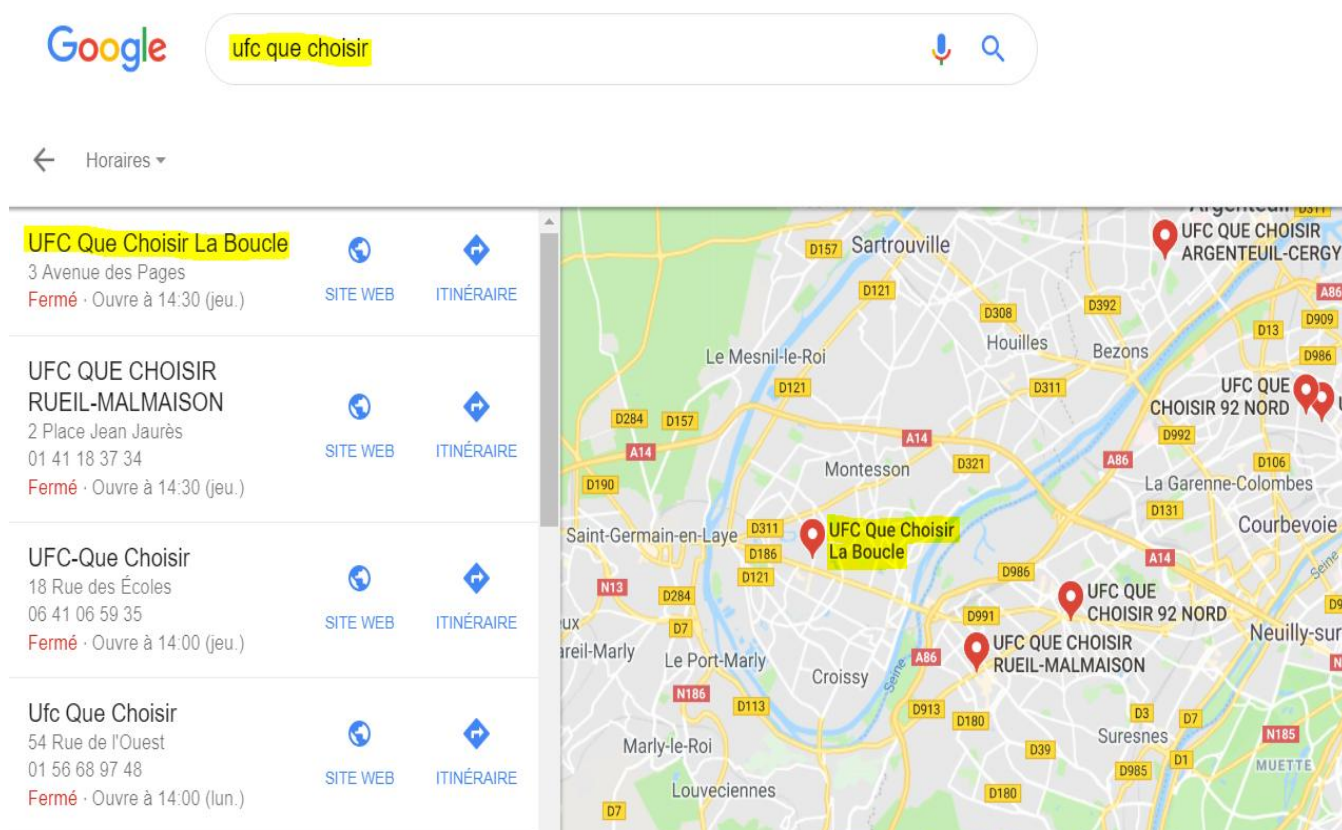 Google
ufc que choisir
Horaires
UFC Que Choisir La Boucle
3 Avenue des Pages
Fermé · Ouvre à 14:30 (jeu.)
SITE WEB
ITINÉRAIRE
UFC QUE CHOISIR
RUEIL-MALMAISON
2 Place Jean Jaurès
01 41 18 37 34
Fermé · Ouvre à 14:30 (jeu.)
SITE WEB
ITINÉRAIRE
UFC-Que Choisir
18 Rue des Écoles
06 41 06 59 35
Fermé · Ouvre à 14:00 (jeu.)
SITE WEB
ITINÉRAIRE
Ufc Que Choisir
54 Rue de l'Ouest
01 56 68 97 48
Fermé · Ouvre à 14:00 (lun.)
SITE WEB
ITINÉRAIRE
Argenteuil
D311
UFC QUE CHOISIR
ARGENTEUIL-CERGY
D157
Sartrouville
D121
A86
D308
D392
D909
D13
Houilles
Bezons
Le Mesnil-le-Roi
D986
D121
D311
UFC QUE
CHOISIR 92 NORD
D284
D157
A14
D992
A14
Montesson
D321
A86
D106
D190
La Garenne-Colombes
D131
Courbevoie
Saint-Germain-en-Laye
D311
UFC Que Choisir
La Boucle
D186
A14
Seine
D121
D986
N13
D284
UFC QUE
CHOISIR 92 NORD
D991
D7
Neuilly-sur
UFC QUE CHOISIR
RUEIL-MALMAISON
areil-Marly
Le Port-Marly
A86
Croissy
Seine
N186
D113
D913
D180
D3
D7
Suresnes
N185
Marly-le-Roi
D39
D1
MUETTE
D985
Louveciennes
D180
D7